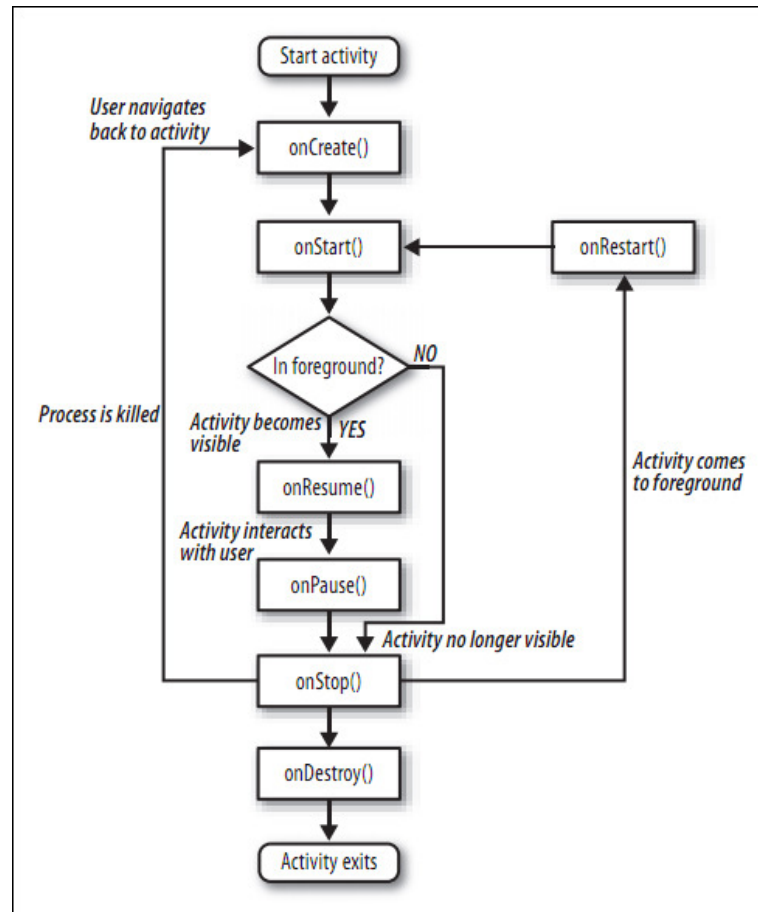 Start activity
User navigates
back to activity
onCreate()
onStart()
onRestart()
In foreground?
NO
Process is killed
Activity becomes
visible
YES
Activity comes
to foreground
onResume()
Activity interacts
with user
onPause()
Activity no longer visible
onStop()
onDestroy()
Activity exits